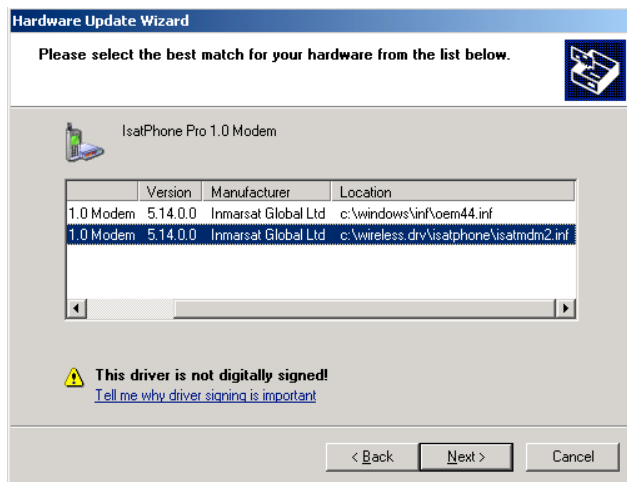 Hardware Update Wizard
Please select the best match for your hardware from the list below.
IsatPhone Pro 1.0 Modem
Version Manufacturer Location
1.0 Modem 5.14.0.0 Inmarsat Global Ltd c:\windows\inf\oem44.inf
1.0 Modem 5.14.0.0 Inmarsat Global Ltd c:\wireless.drv\isatphone\isatmdm2.inf
This driver is not digitally signed!
Tell me why driver signing is important
< Back Next > Cancel